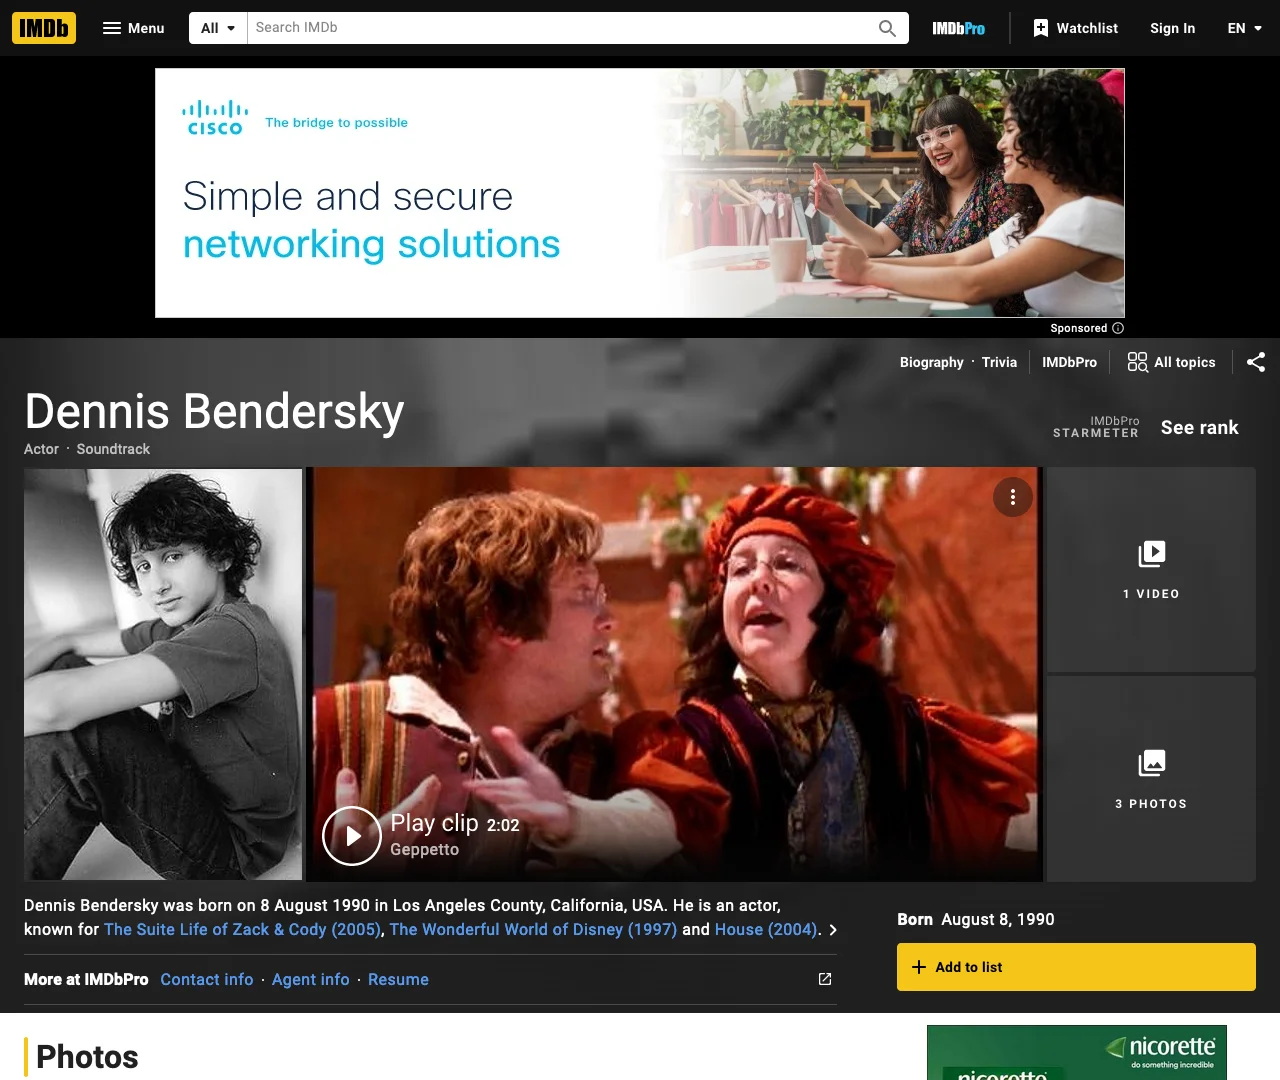 IMDb
Menu
All
Search IMDb
IMDbPro
Watchlist
Sign In
EN
CISCO
The bridge to possible
Simple and secure
networking solutions
Sponsored
Biography · Trivia
IMDbPro
All topics
Dennis Bendersky
Actor · Soundtrack
IMDbPro
STARMETER
See rank
1 VIDEO
3 PHOTOS
Play clip 2:02
Geppetto
Dennis Bendersky was born on 8 August 1990 in Los Angeles County, California, USA. He is an actor,
known for The Suite Life of Zack & Cody (2005), The Wonderful World of Disney (1997) and House (2004).
Born August 8, 1990
Add to list
More at IMDbPro Contact info · Agent info · Resume
Photos
nicorette
do something incredible
nicorette